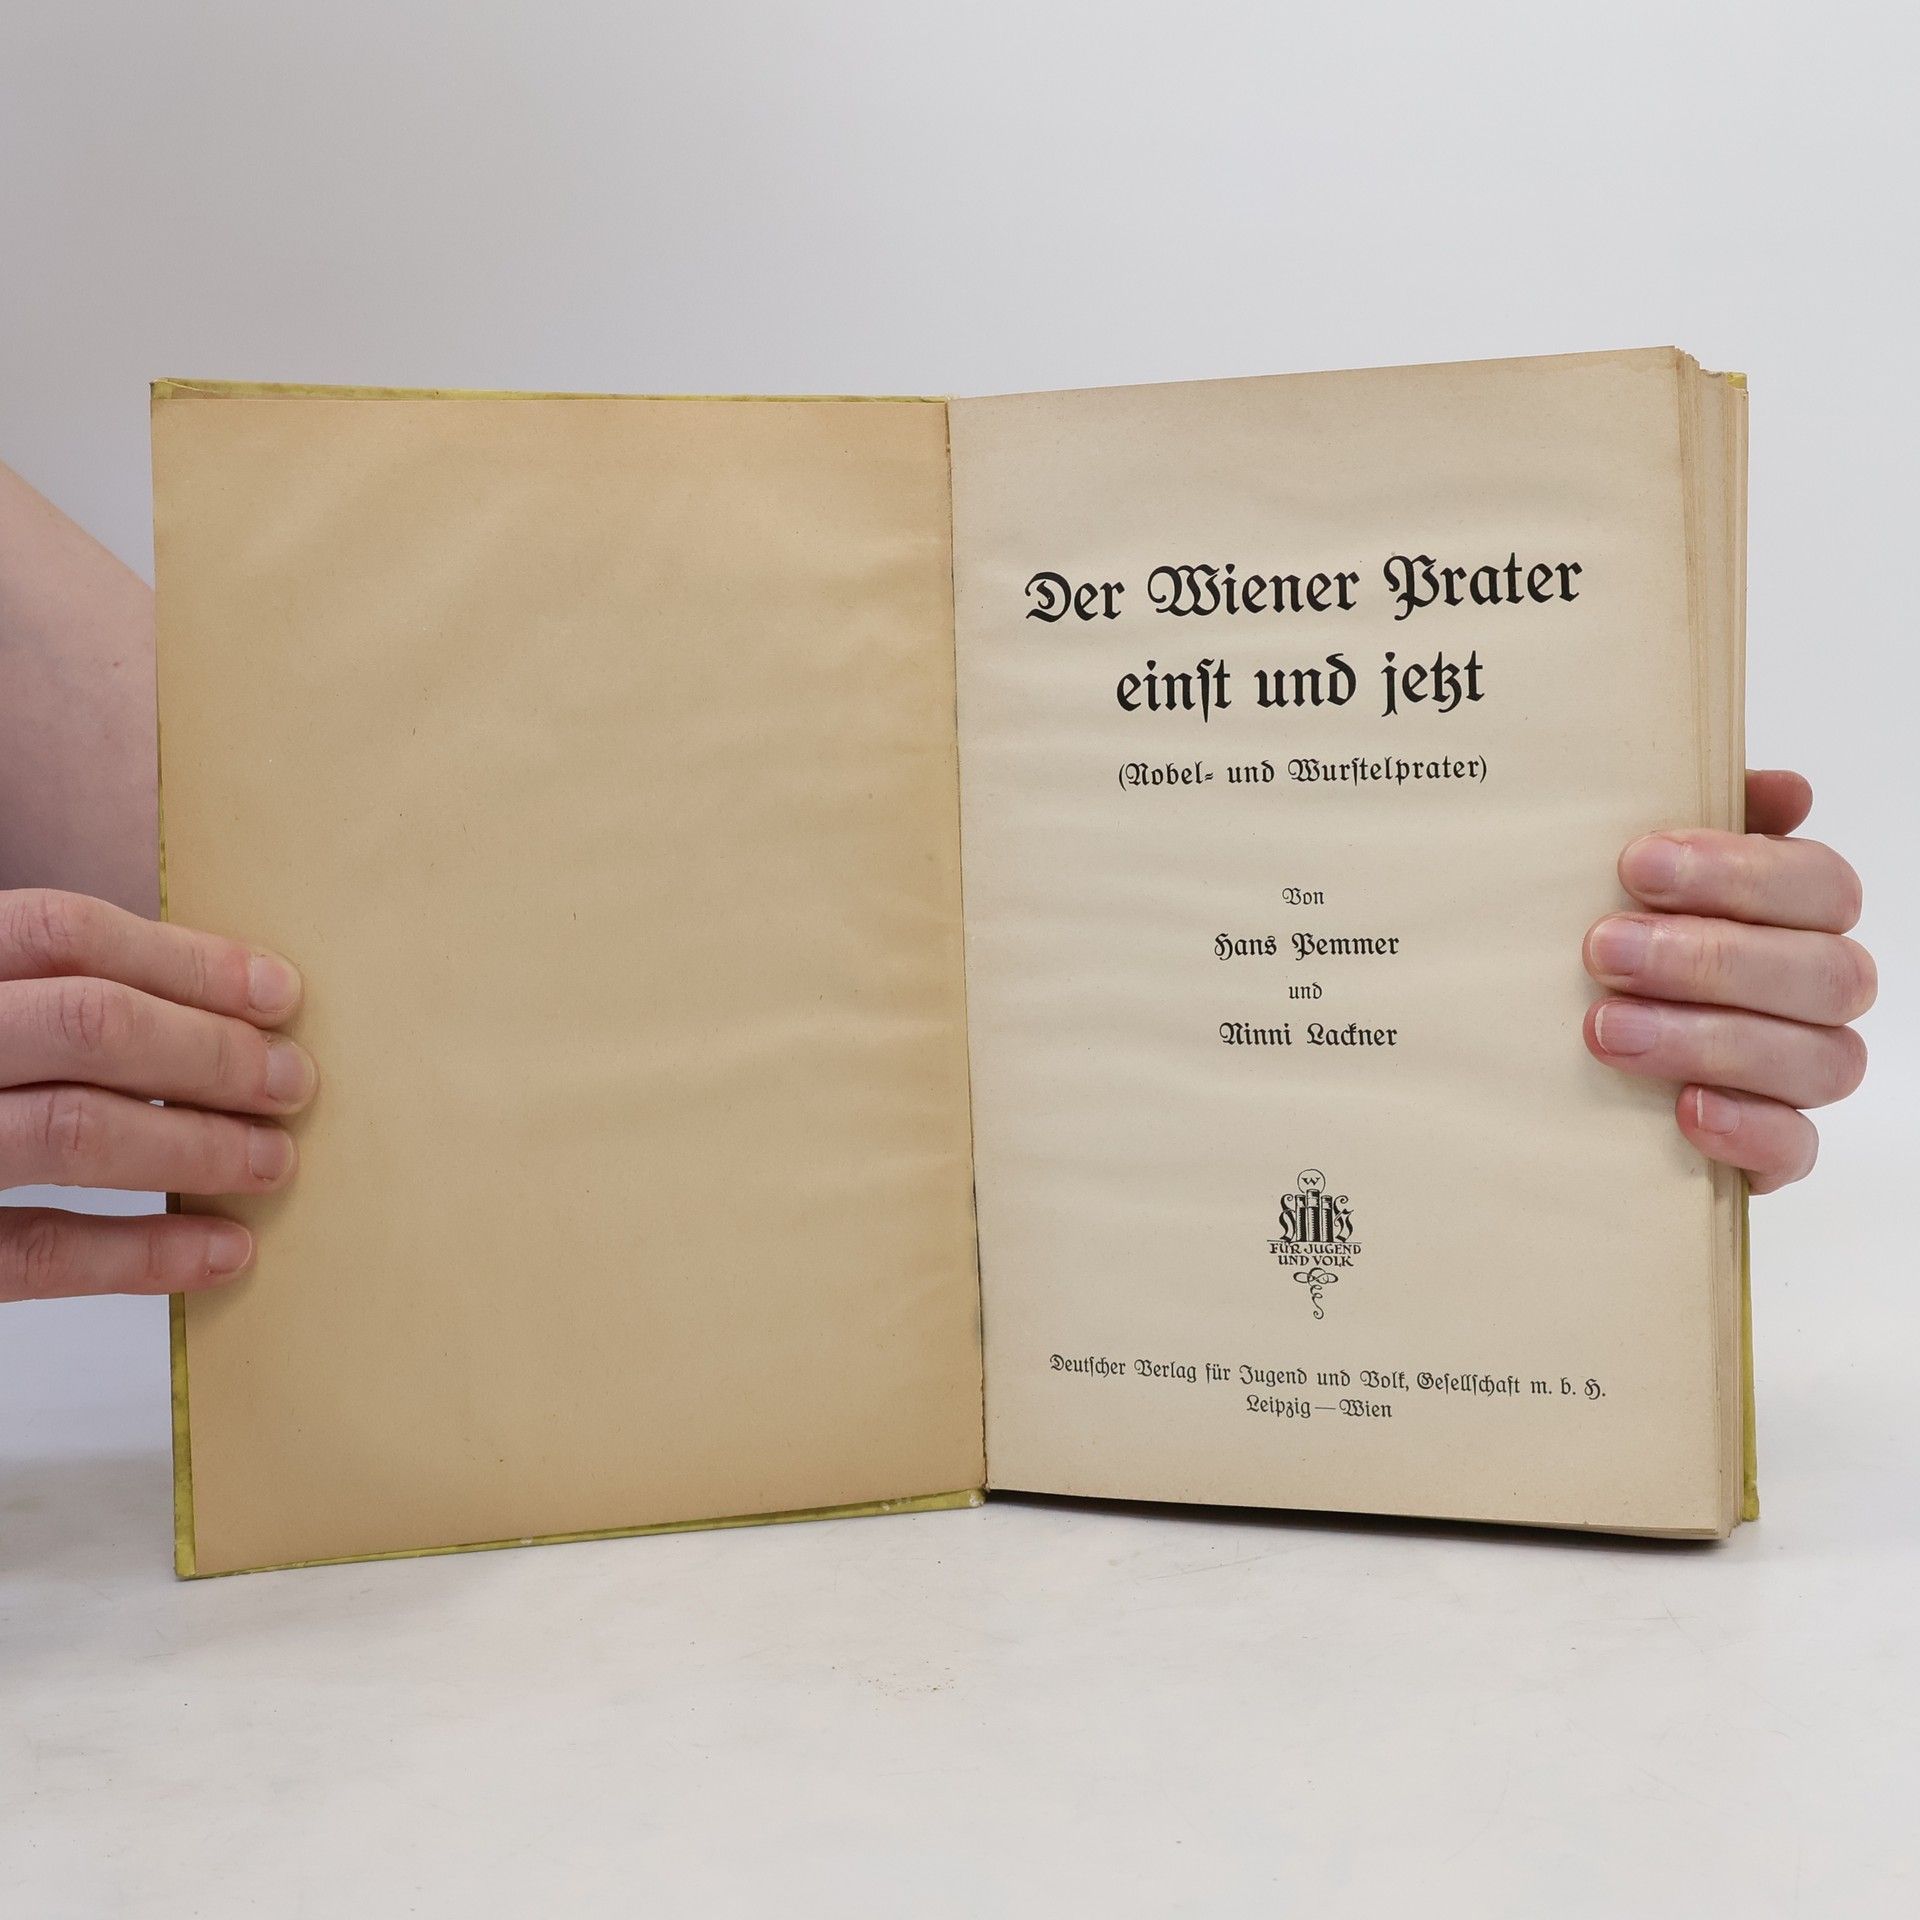 Der Wiener Prater
einſt und jetzt
(Nobel- und Wurſtelprater)
Von
Hans Pemmer
und
Ninni Lackner
W
FÜR JUGEND
UND VOLK
Deutſcher Verlag für Jugend und Volk, Geſellſchaft m. b. H.
Leipzig — Wien